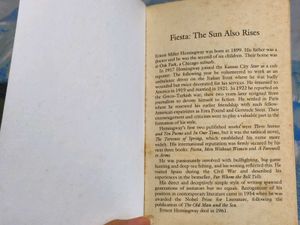 Fiesta: The Sun Also Rises
Ernest Miller Hemingway was born in 1899. His father was a
doctor and he was the second of six children. Their home was
at Oak Park, a Chicago suburb.
In 1917 Hemingway joined the Kansas City Star as a cub
reporter. The following year he volunteered to work as an
ambulance driver on the Italian front where he was badly
wounded but twice decorated for his services. He returned to
America in 1919 and married in 1921. In 1922 he reported on
the Greco-Turkish war, then two years later resigned from
journalism to devote himself to fiction. He settled in Paris
where he renewed his earlier friendship with such fellow-
American expatriates as Ezra Pound and Gertrude Stein. Their
encouragement and criticism were to play a valuable part in the
formation of his style.
Hemingway's first two published works were Three Stories
and Ten Poems and In Our Time, but it was the satirical novel,
The Torrents of Spring, which established his name more
widely. His international reputation was firmly secured by his
next three books: Fiesta, Men Without Women and A Farewell
to Arms.
He was passionately involved with bullfighting, big-game
hunting and deep-sea fishing, and his writing reflected this. He
visited Spain during the Civil War and described his
experiences in the bestseller, For Whom the Bell Tolls.
His direct and deceptively simple style of writing spawned
generations of imitators but no equals. Recognition of his
position in contemporary literature came in 1954 when he was
awarded the Nobel Prize for Literature, following the
publication of The Old Man and the Sea.
Ernest Hemingway died in 1961.